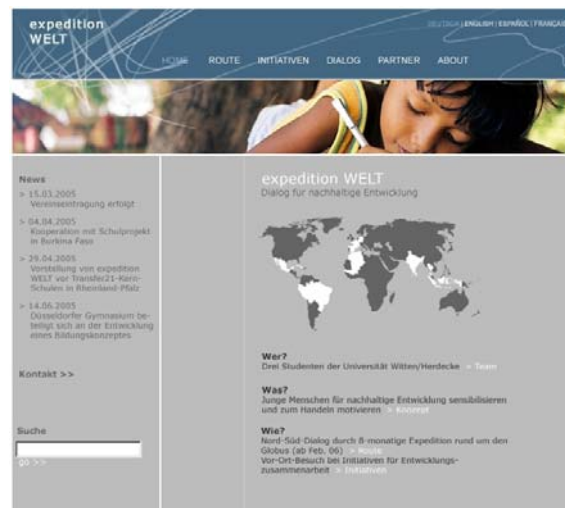 expedition
WELT
DEUTSCH | ENGLISH | ESPAÑOL | FRANÇAIS
HOME ROUTE INITIATIVEN DIALOG PARTNER ABOUT
News
> 15.03.2005
Vereinseintragung erfolgt
> 04.04.2005
Kooperation mit Schulprojekt
in Burkina Faso
> 29.04.2005
Vorstellung von expedition
WELT vor Transfer21-Kern-
Schulen in Rheinland-Pfalz
> 14.06.2005
Düsseldorfer Gymnasium be-
teiligt sich an der Entwicklung
eines Bildungskonzeptes
Kontakt >>
Suche
go >>
expedition WELT
Dialog für nachhaltige Entwicklung
Wer?
Drei Studenten der Universität Witten/Herdecke > Team
Was?
Junge Menschen für nachhaltige Entwicklung sensibilisieren
und zum Handeln motivieren > Konzept
Wie?
Nord-Süd-Dialog durch 8-monatige Expedition rund um den
Globus (ab Feb. 06) > Route
Vor-Ort-Besuch bei Initiativen für Entwicklungs-
zusammenarbeit > Initiativen